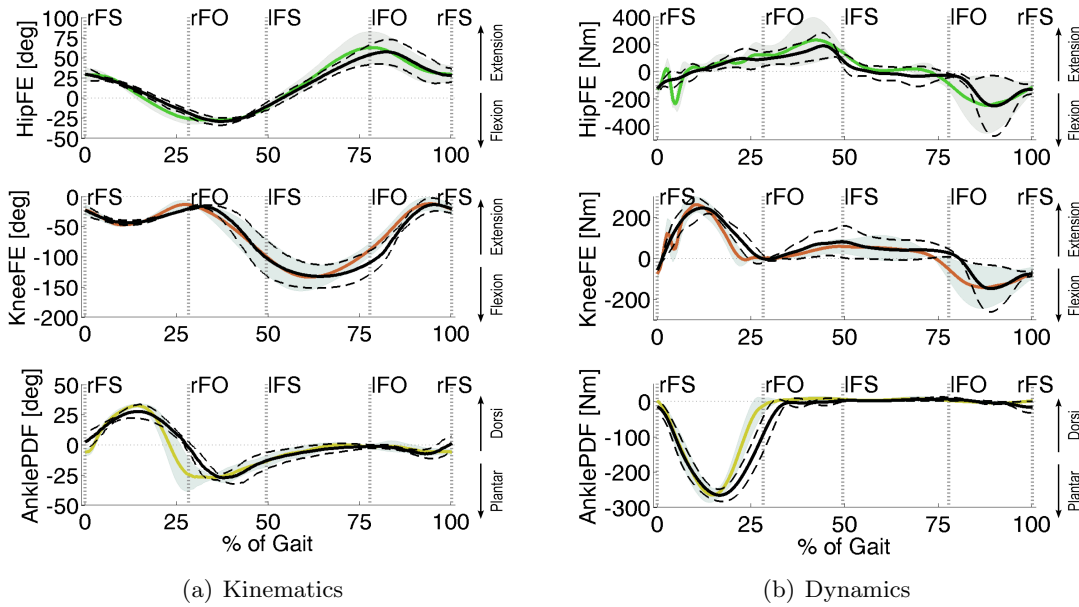 100 rFS rFO lFS lFO rFS
75
50
25
0
-25
-50
HipFE [deg]
Extension
Flexion
0 25 50 75 100
0 rFS rFO lFS lFO rFS
-50
-100
-150
-200
KneeFE [deg]
Extension
Flexion
0 25 50 75 100
50 rFS rFO lFS lFO rFS
25
0
-25
-50
AnklePDF [deg]
Dorsi
Plantar
0 25 50 75 100
% of Gait
(a) Kinematics
400 rFS rFO lFS lFO rFS
200
0
-200
-400
HipFE [Nm]
Extension
Flexion
0 25 50 75 100
rFS rFO lFS lFO rFS
200
0
-200
KneeFE [Nm]
Extension
Flexion
0 25 50 75 100
rFS rFO lFS lFO rFS
0
-100
-200
-300
AnklePDF [Nm]
Dorsi
Plantar
0 25 50 75 100
% of Gait
(b) Dynamics